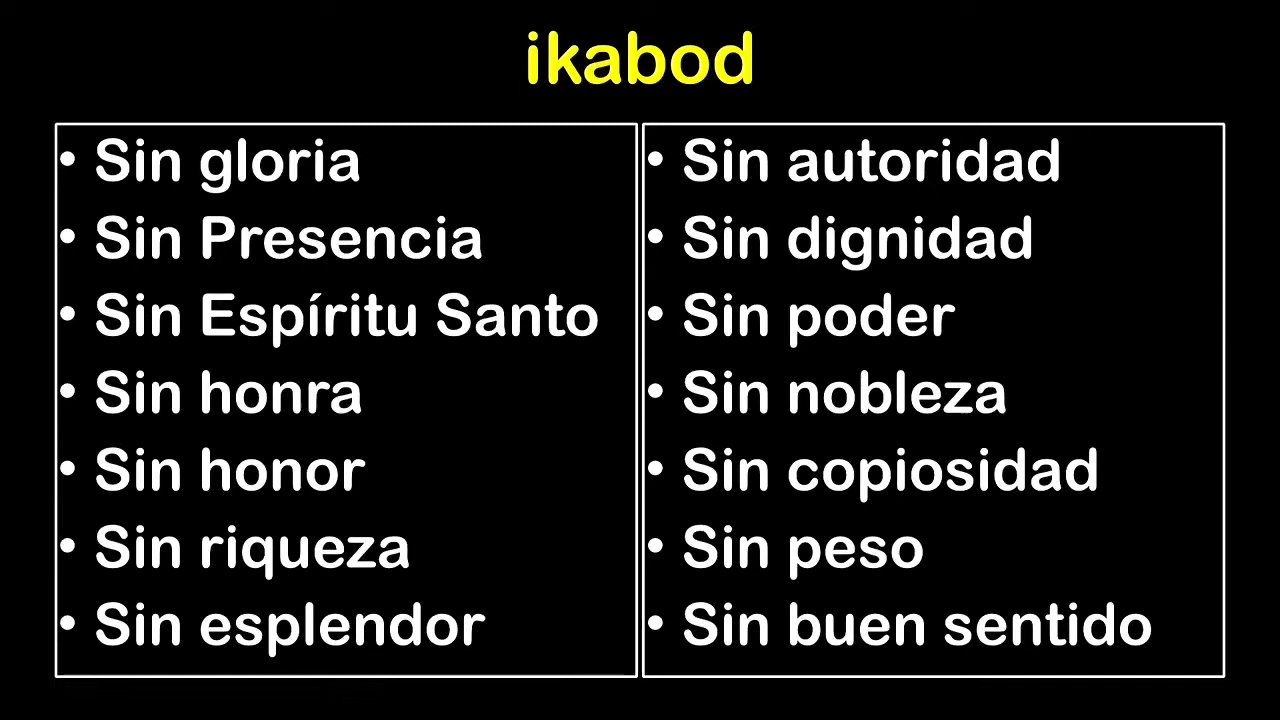 ikabod
• Sin gloria
• Sin Presencia
• Sin Espíritu Santo
• Sin honra
• Sin honor
• Sin riqueza
• Sin esplendor
• Sin autoridad
• Sin dignidad
• Sin poder
• Sin nobleza
• Sin copiosidad
• Sin peso
• Sin buen sentido